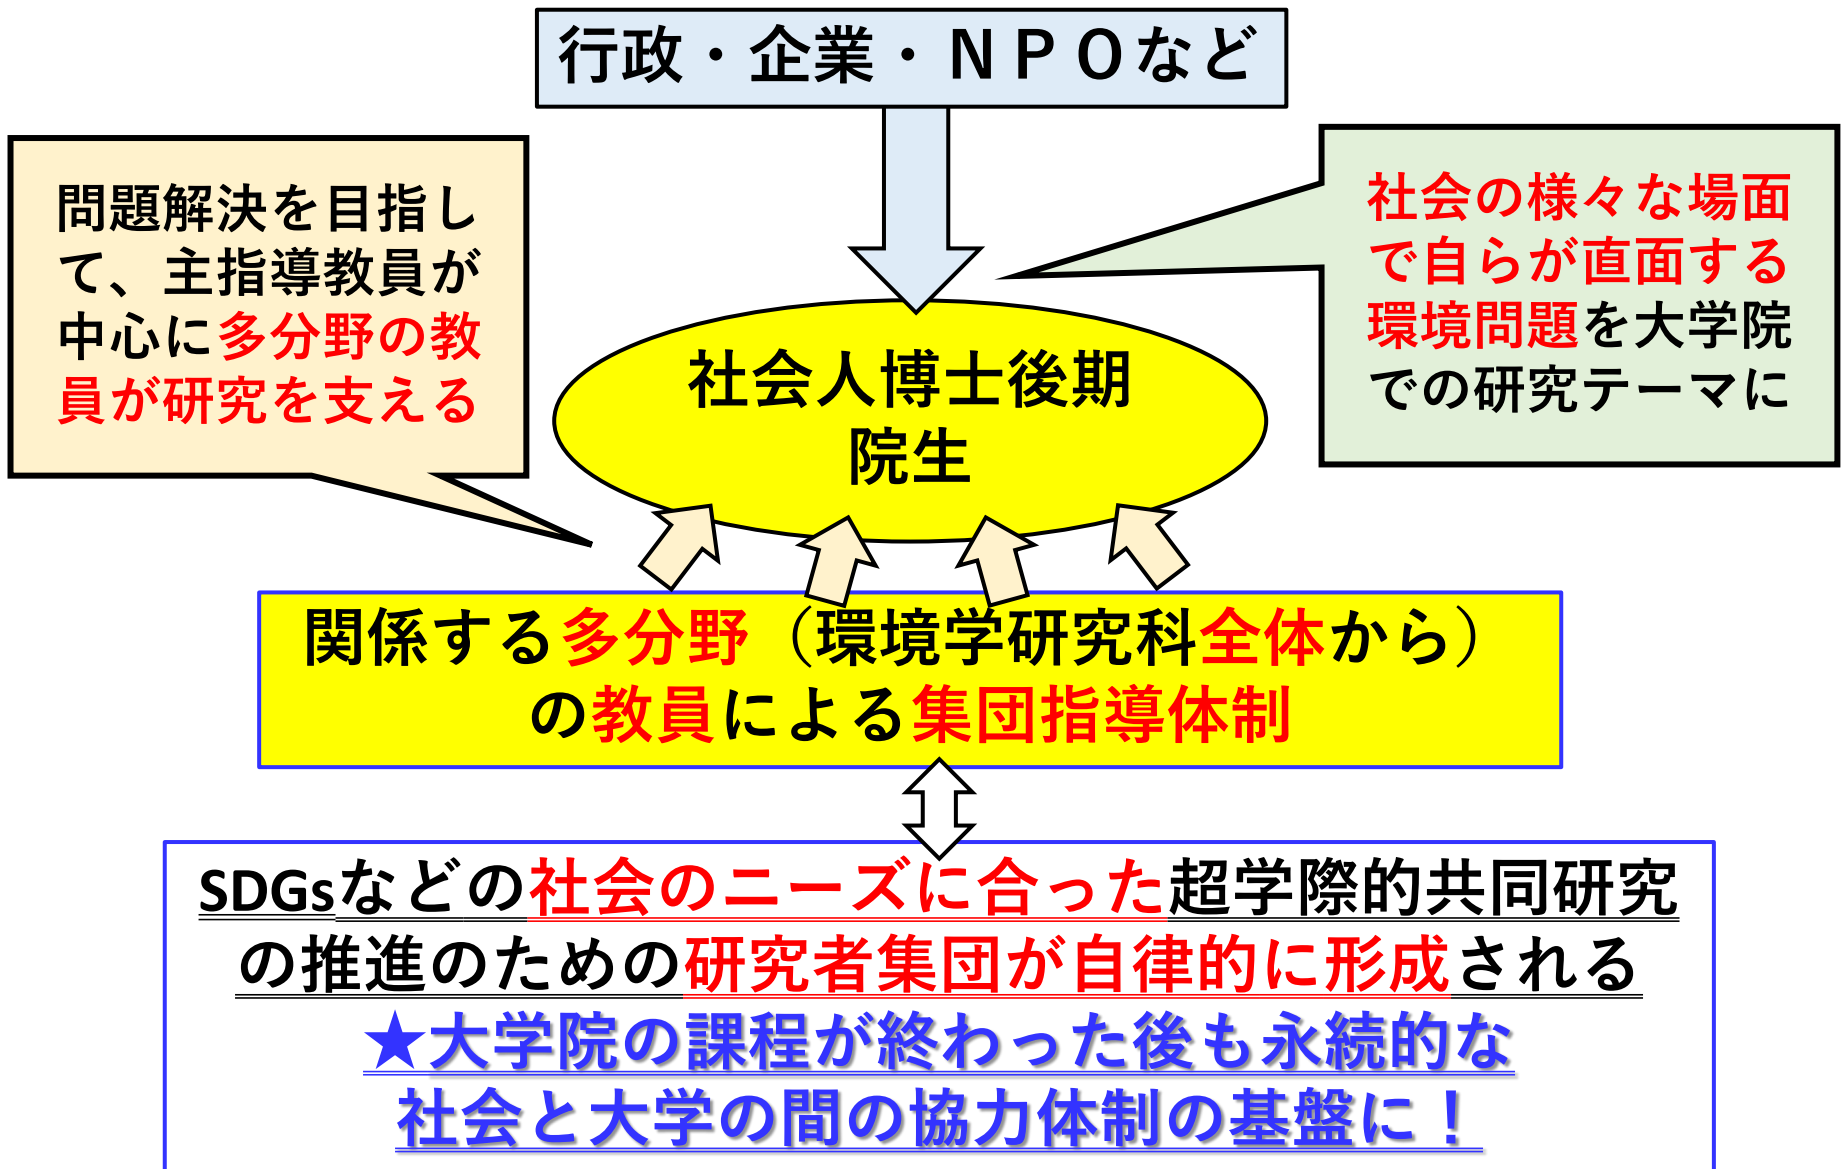 行政・企業・ＮＰＯなど
問題解決を目指し
て、主指導教員が
中心に多分野の教
員が研究を支える
社会の様々な場面
で自らが直面する
環境問題を大学院
での研究テーマに
社会人博士後期
院生
関係する多分野（環境学研究科全体から）
の教員による集団指導体制
SDGsなどの社会のニーズに合った超学際的共同研究
の推進のための研究者集団が自律的に形成される
★大学院の課程が終わった後も永続的な
社会と大学の間の協力体制の基盤に！